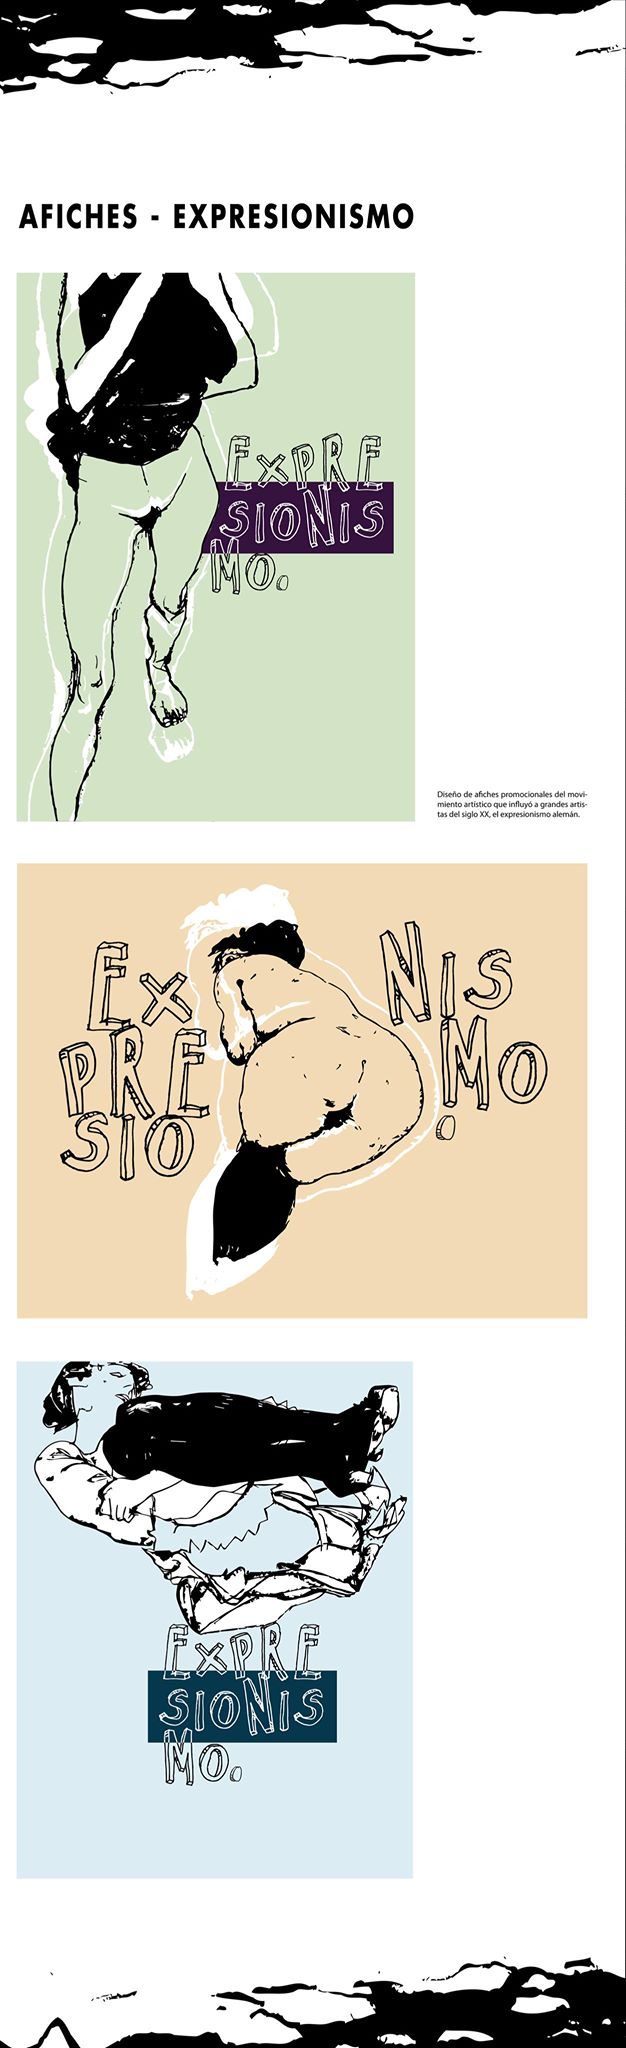 AFICHES - EXPRESIONISMO
EXPRE
SIONIS
MO.
Diseño de afiches promocionales del movi-
miento artístico que influyó a grandes artis-
tas del siglo XX, el expresionismo alemán.
EX
PRE
SIO
NIS
MO
.
EXPRE
SIONIS
MO.